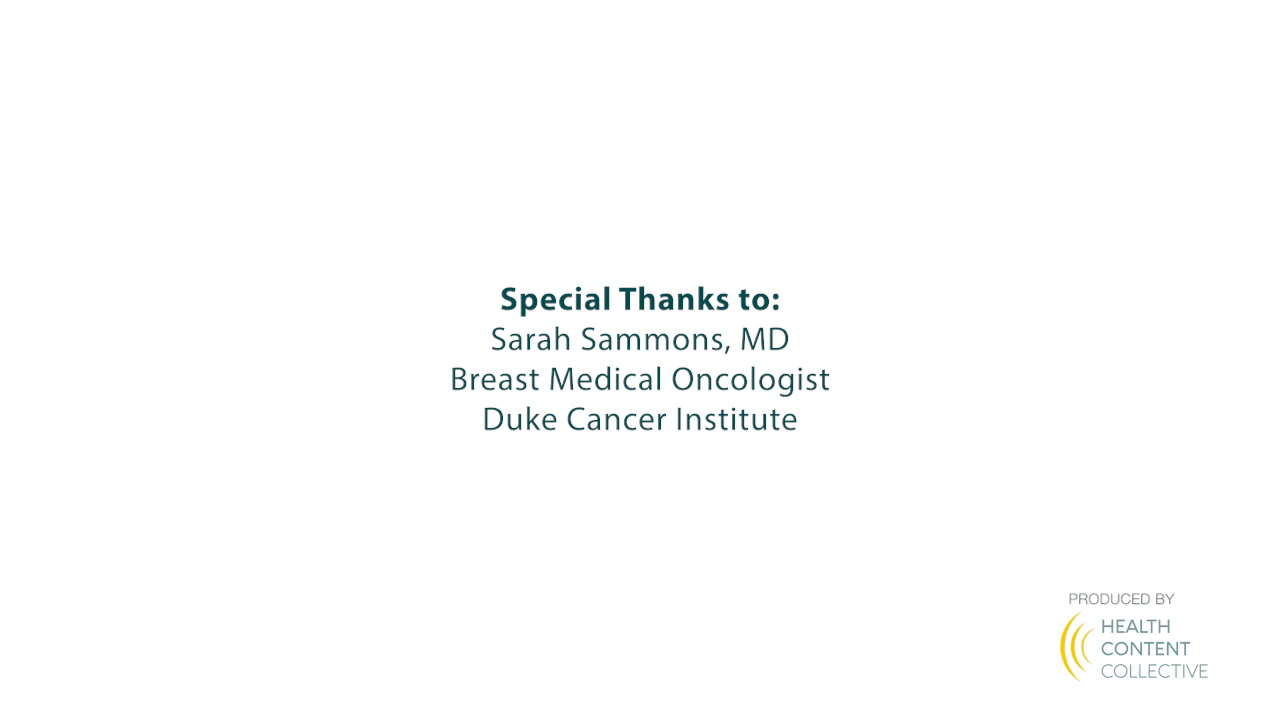 Special Thanks to:
Sarah Sammons, MD
Breast Medical Oncologist
Duke Cancer Institute
PRODUCED BY
HEALTH
CONTENT
COLLECTIVE